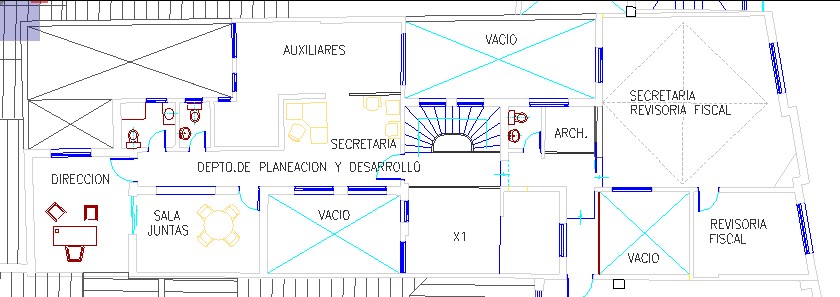 AUXILIARES
VACIO
SECRETARIA
REVISORIA FISCAL
SECRETARIA
ARCH.
DEPTO.DE PLANEACION Y DESARROLLO
DIRECCION
SALA
JUNTAS
VACIO
X1
REVISORIA
FISCAL
VACIO